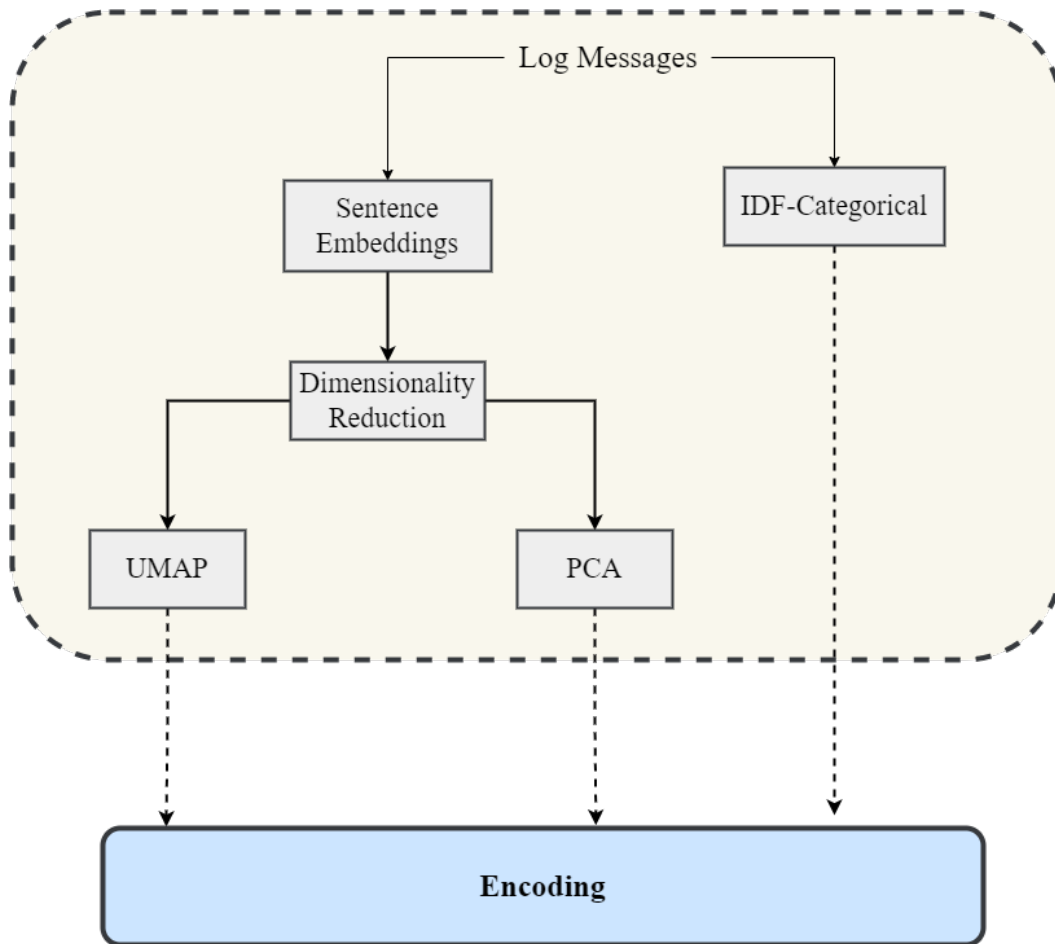 Log Messages
Sentence
Embeddings
IDF-Categorical
Dimensionality
Reduction
UMAP
PCA
Encoding